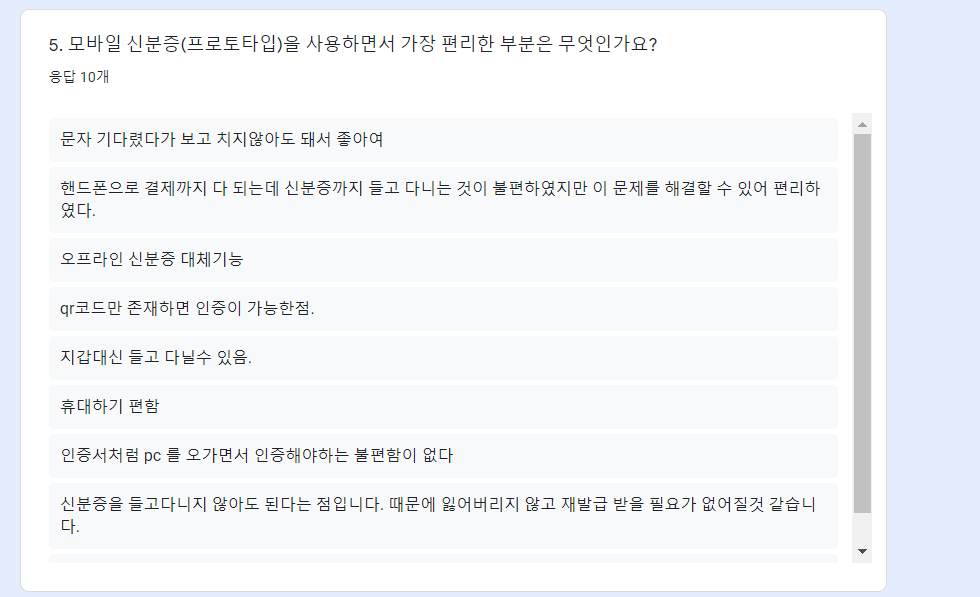 5. 모바일 신분증(프로토타입)을 사용하면서 가장 편리한 부분은 무엇인가요?
응답 10개
문자 기다렸다가 보고 치지않아도 돼서 좋아여
핸드폰으로 결제까지 다 되는데 신분증까지 들고 다니는 것이 불편하였지만 이 문제를 해결할 수 있어 편리하
였다.
오프라인 신분증 대체기능
qr코드만 존재하면 인증이 가능한점.
지갑대신 들고 다닐수 있음.
휴대하기 편함
인증서처럼 pc 를 오가면서 인증해야하는 불편함이 없다
신분증을 들고다니지 않아도 된다는 점입니다. 때문에 잃어버리지 않고 재발급 받을 필요가 없어질것 같습니
다.